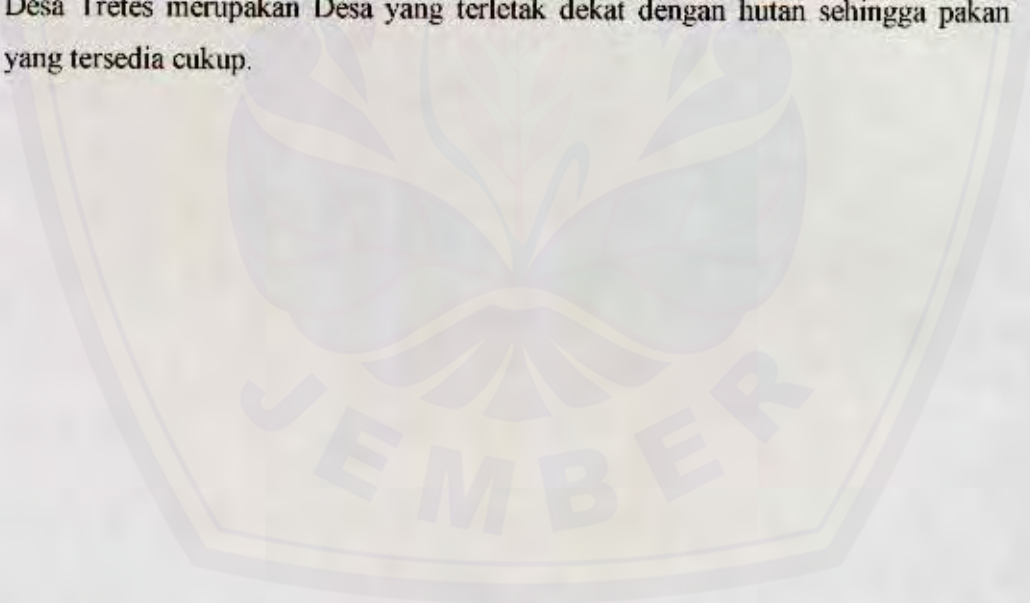 Desa Tretes merupakan Desa yang terletak dekat dengan hutan sehingga pakan
yang tersedia cukup.
JEMBER